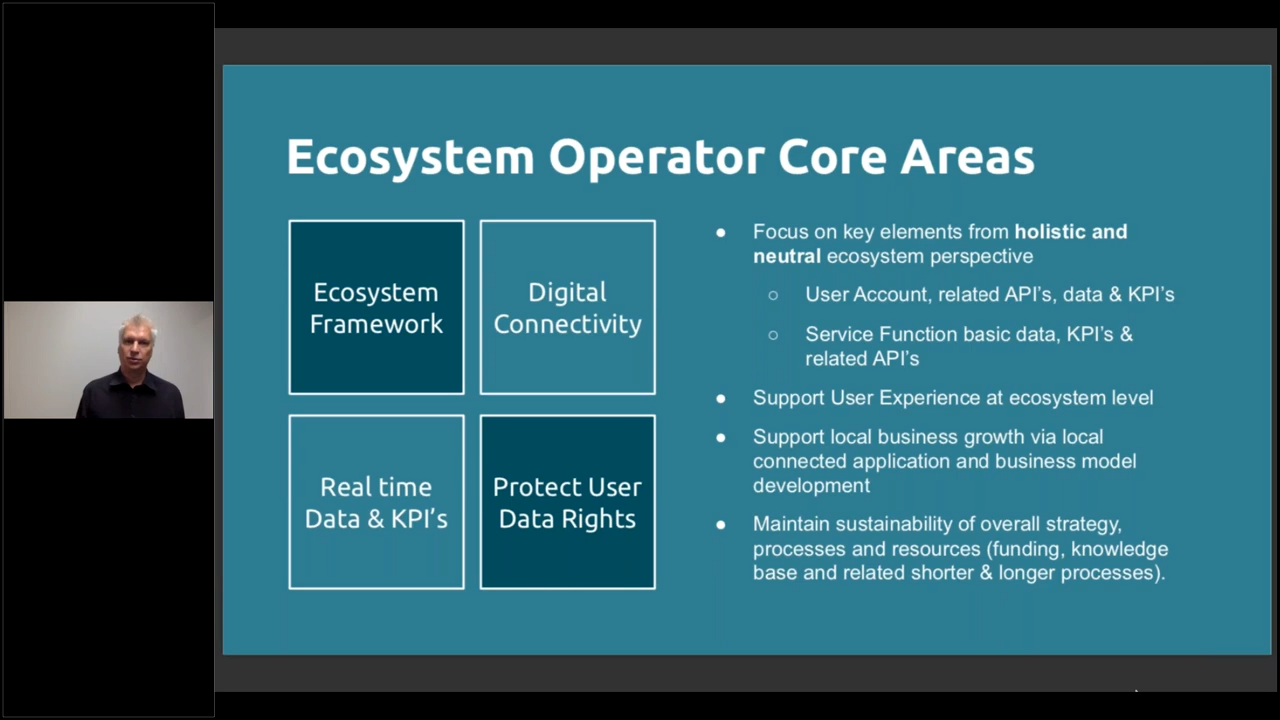 Ecosystem Operator Core Areas
Ecosystem
Framework
Digital
Connectivity
Real time
Data & KPI’s
Protect User
Data Rights
● Focus on key elements from holistic and
neutral ecosystem perspective
○ User Account, related API’s, data & KPI’s
○ Service Function basic data, KPI’s &
related API’s
● Support User Experience at ecosystem level
● Support local business growth via local
connected application and business model
development
● Maintain sustainability of overall strategy,
processes and resources (funding, knowledge
base and related shorter & longer processes).